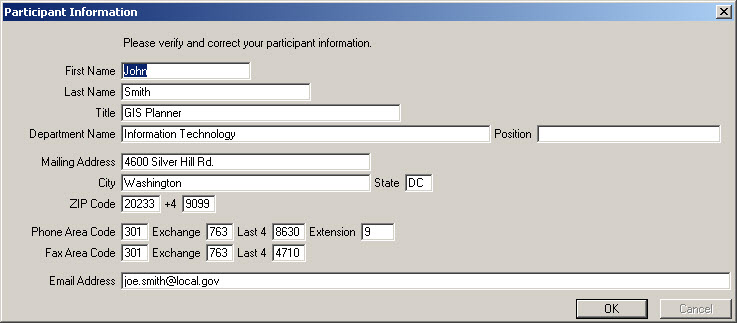 Participant Information
Please verify and correct your participant information.
First Name John
Last Name Smith
Title GIS Planner
Department Name Information Technology Position
Mailing Address 4600 Silver Hill Rd.
City Washington State DC
ZIP Code 20233 +4 9099
Phone Area Code 301 Exchange 763 Last 4 8630 Extension 9
Fax Area Code 301 Exchange 763 Last 4 4710
Email Address joe.smith@local.gov
OK Cancel